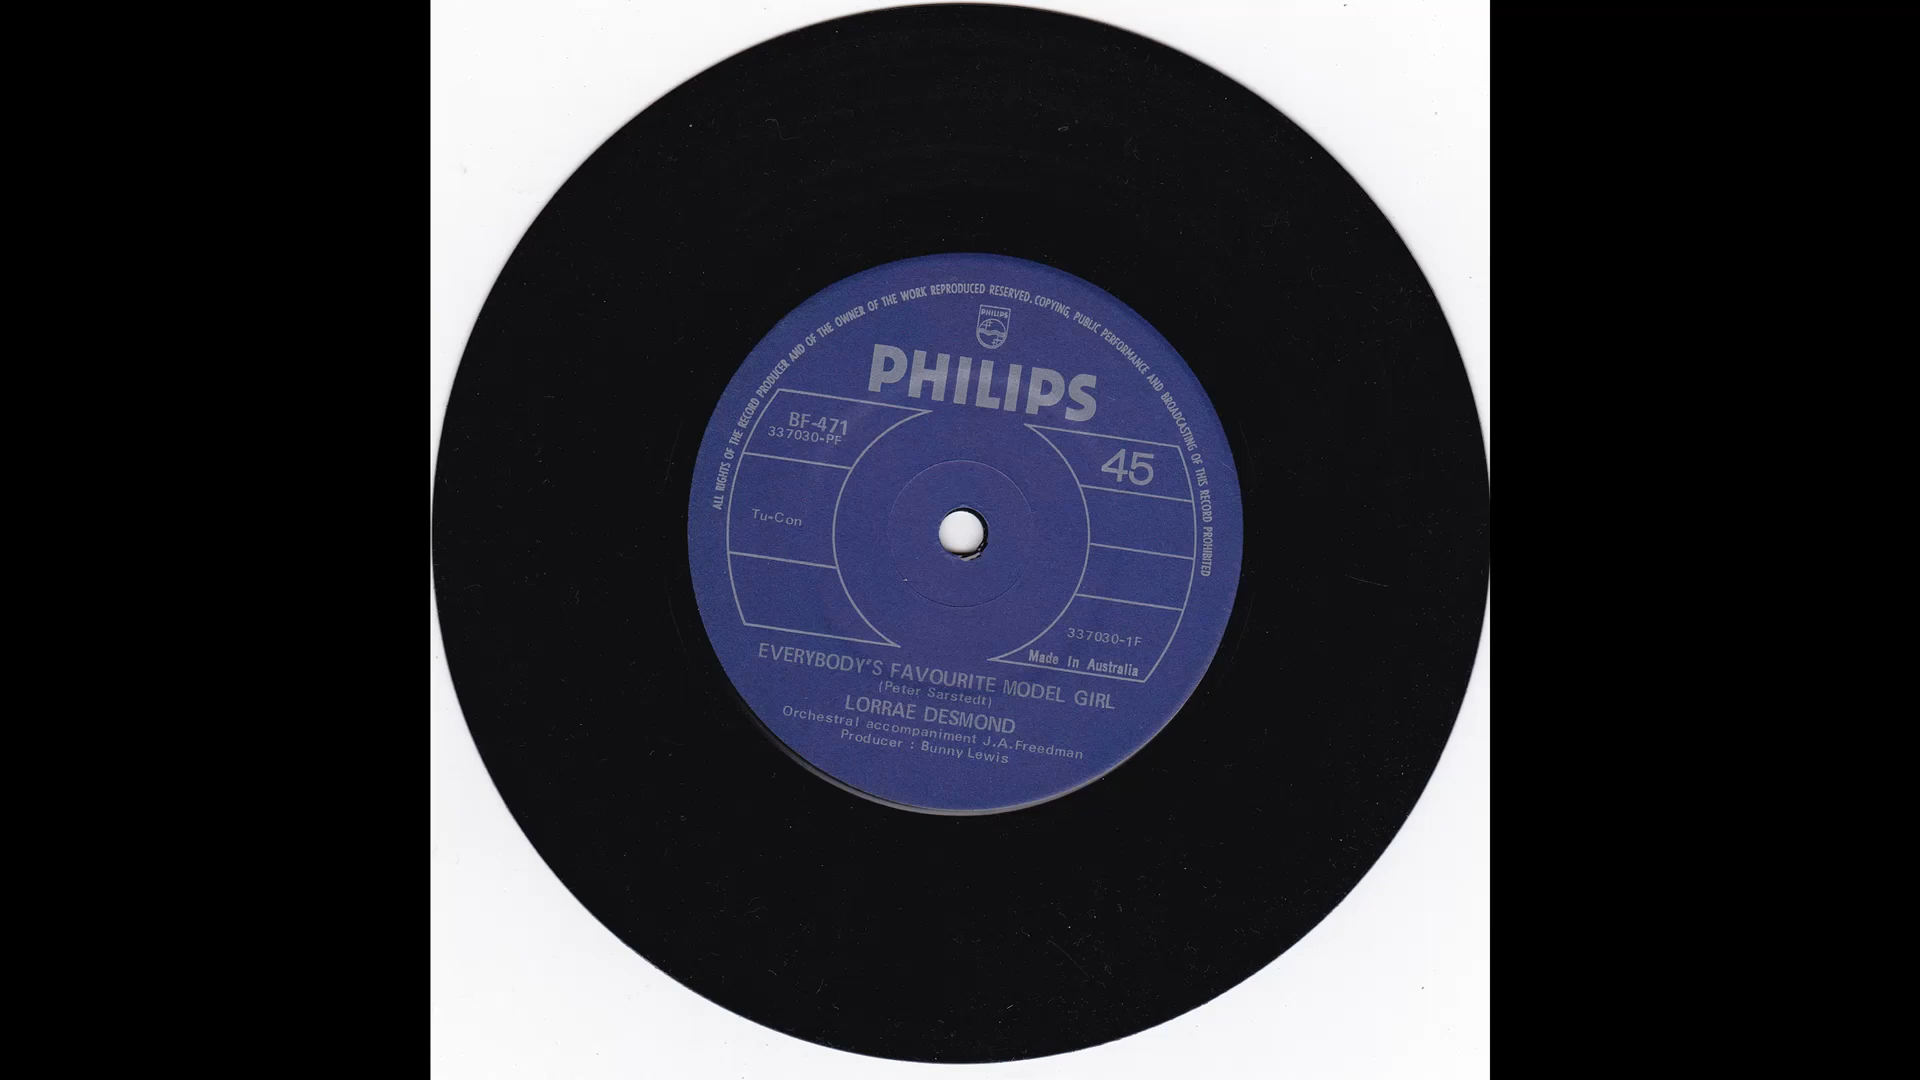 ALL RIGHTS OF THE RECORD PRODUCER AND OF THE OWNER OF THE WORK REPRODUCED RESERVED. COPYING, PUBLIC PERFORMANCE AND BROADCASTING OF THIS RECORD PROHIBITED
PHILIPS
PHILIPS
BF-471
337030-PF
45
Tu-Con
337030-1F
Made In Australia
EVERYBODY'S FAVOURITE MODEL GIRL
(Peter Sarstedt)
LORRAE DESMOND
Orchestral accompaniment J.A.Freedman
Producer : Bunny Lewis